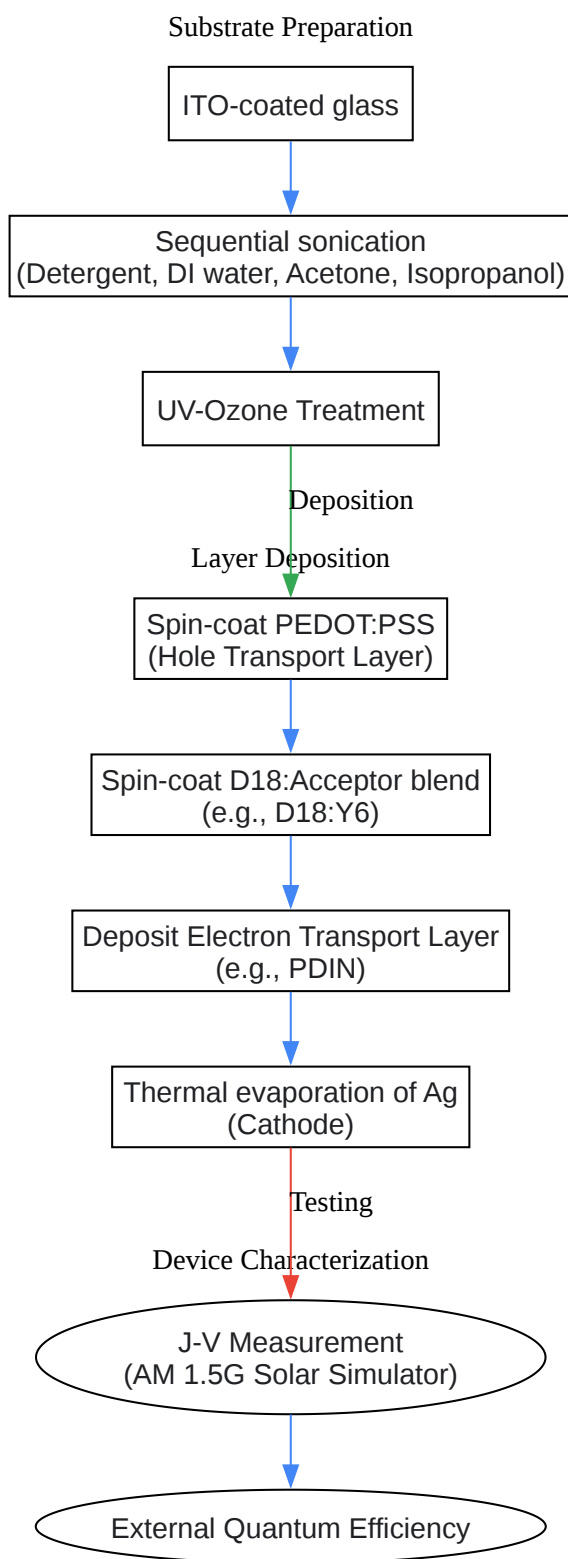 Substrate Preparation
ITO-coated glass
Sequential sonication
(Detergent, DI water, Acetone, Isopropanol)
UV-Ozone Treatment
Deposition
Layer Deposition
Spin-coat PEDOT:PSS
(Hole Transport Layer)
Spin-coat D18:Acceptor blend
(e.g., D18:Y6)
Deposit Electron Transport Layer
(e.g., PDIN)
Thermal evaporation of Ag
(Cathode)
Testing
Device Characterization
J-V Measurement
(AM 1.5G Solar Simulator)
External Quantum Efficiency